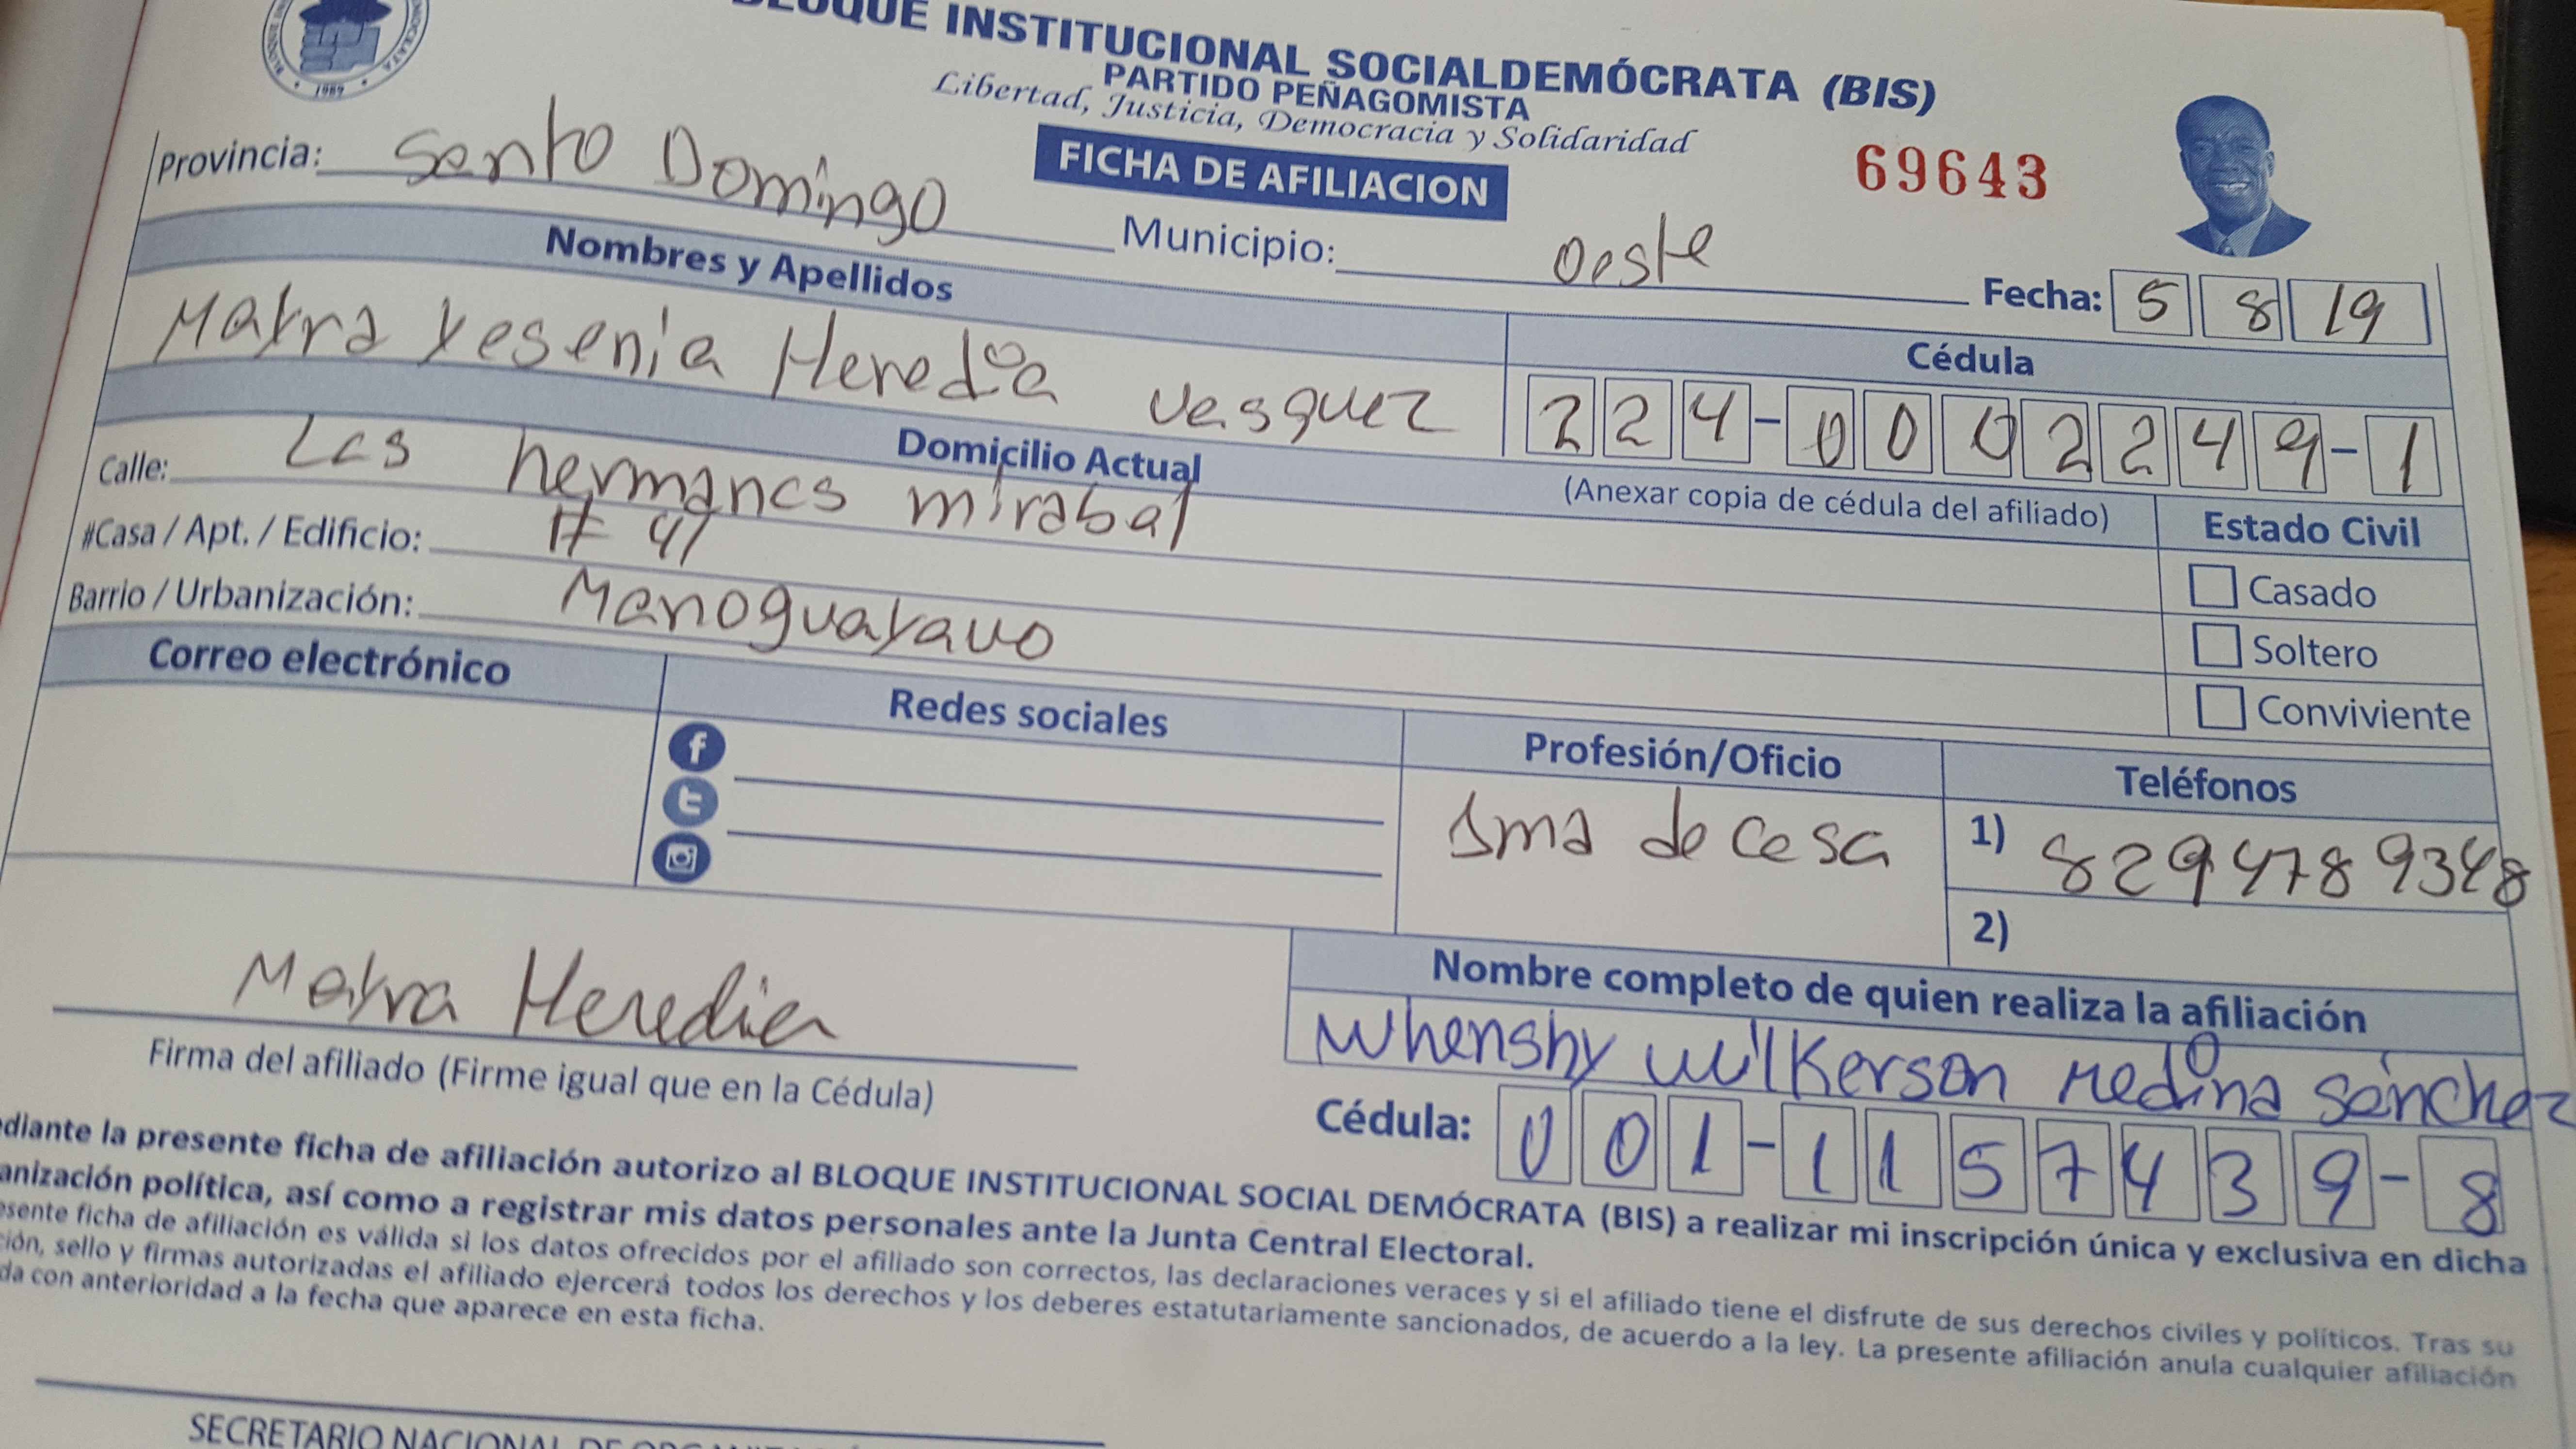 BLOQUE INSTITUCIONAL SOCIALDEMÓCRATA (BIS)
PARTIDO PEÑAGOMISTA
Libertad, Justicia, Democracia y Solidaridad
1989
FICHA DE AFILIACION
69643
Provincia: Santo Domingo
Municipio: Oeste
Fecha: 5 8 19
Nombres y Apellidos
Cédula
Mayra Yesenia Heredia Vasquez
224-0002249-1
Domicilio Actual
(Anexar copia de cédula del afiliado)
Estado Civil
Calle: Las hermanas mirabal
#Casa / Apt. / Edificio: # 41
Barrio / Urbanización: Manoguayavo
Casado
Soltero
Conviviente
Correo electrónico
Redes sociales
Profesión/Oficio
Teléfonos
Ama de casa
1) 829 478 9348
2)
Mayra Heredia
Firma del afiliado (Firme igual que en la Cédula)
Nombre completo de quien realiza la afiliación
Whenshy Wilkerson Medina Sánchez
Cédula: 001-1157439-8
diante la presente ficha de afiliación autorizo al BLOQUE INSTITUCIONAL SOCIAL DEMÓCRATA (BIS) a realizar mi inscripción única y exclusiva en dicha
anización política, así como a registrar mis datos personales ante la Junta Central Electoral.
esente ficha de afiliación es válida si los datos ofrecidos por el afiliado son correctos, las declaraciones veraces y si el afiliado tiene el disfrute de sus derechos civiles y políticos. Tras su
ción, sello y firmas autorizadas el afiliado ejercerá todos los derechos y los deberes estatutariamente sancionados, de acuerdo a la ley. La presente afiliación anula cualquier afiliación
da con anterioridad a la fecha que aparece en esta ficha.
SECRETARIO NACIONAL DE